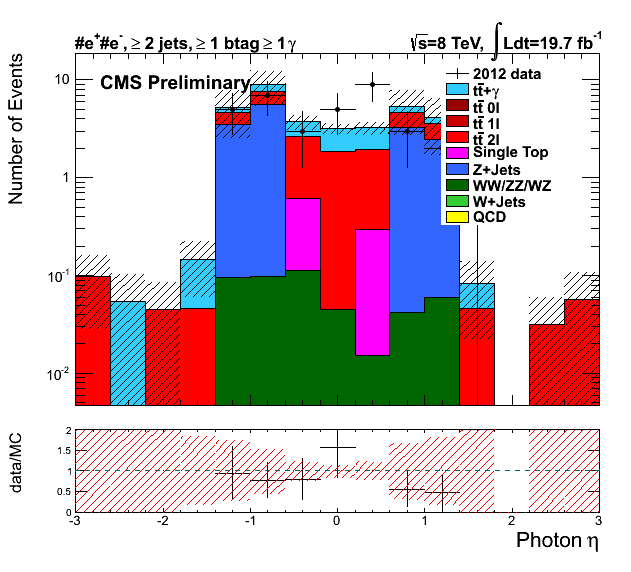 #e⁺#e⁻, ≥ 2 jets, ≥ 1 btag ≥ 1 γ
√s=8 TeV, ∫Ldt=19.7 fb⁻¹
Number of Events
CMS Preliminary
2012 data
tt̄+γ
tt̄ 0l
tt̄ 1l
tt̄ 2l
Single Top
Z+Jets
WW/ZZ/WZ
W+Jets
QCD
10
1
10⁻¹
10⁻²
data/MC
2
1.5
1
0.5
0
-3 -2 -1 0 1 2 3
Photon η